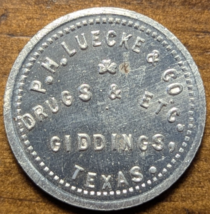 P.H. LUECKE & CO.
DRUGS & ETC.
GIDDINGS,
TEXAS.